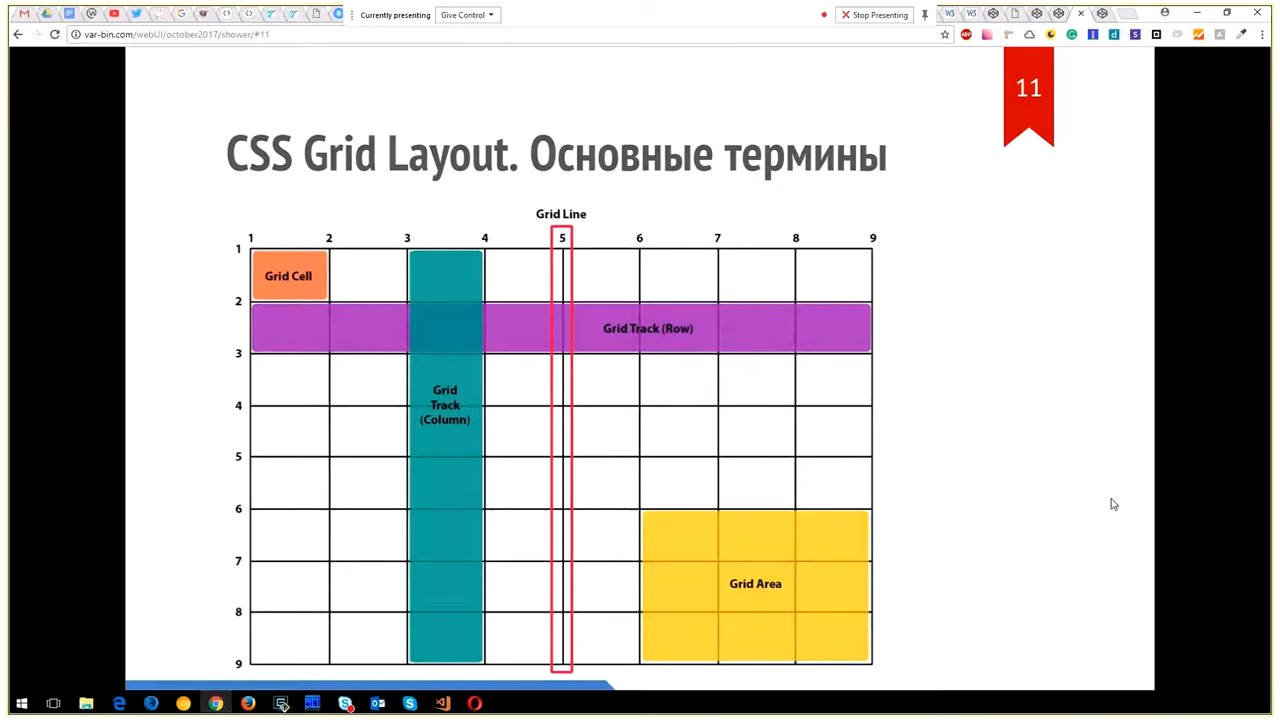 Currently presenting
Give Control
Stop Presenting
var-bin.com/webUI/october2017/shower/#11
11
CSS Grid Layout. Основные термины
Grid Line
1 2 3 4 5 6 7 8 9
1
Grid Cell
2
Grid Track (Row)
3
Grid
Track
(Column)
4
5
6
7
Grid Area
8
9